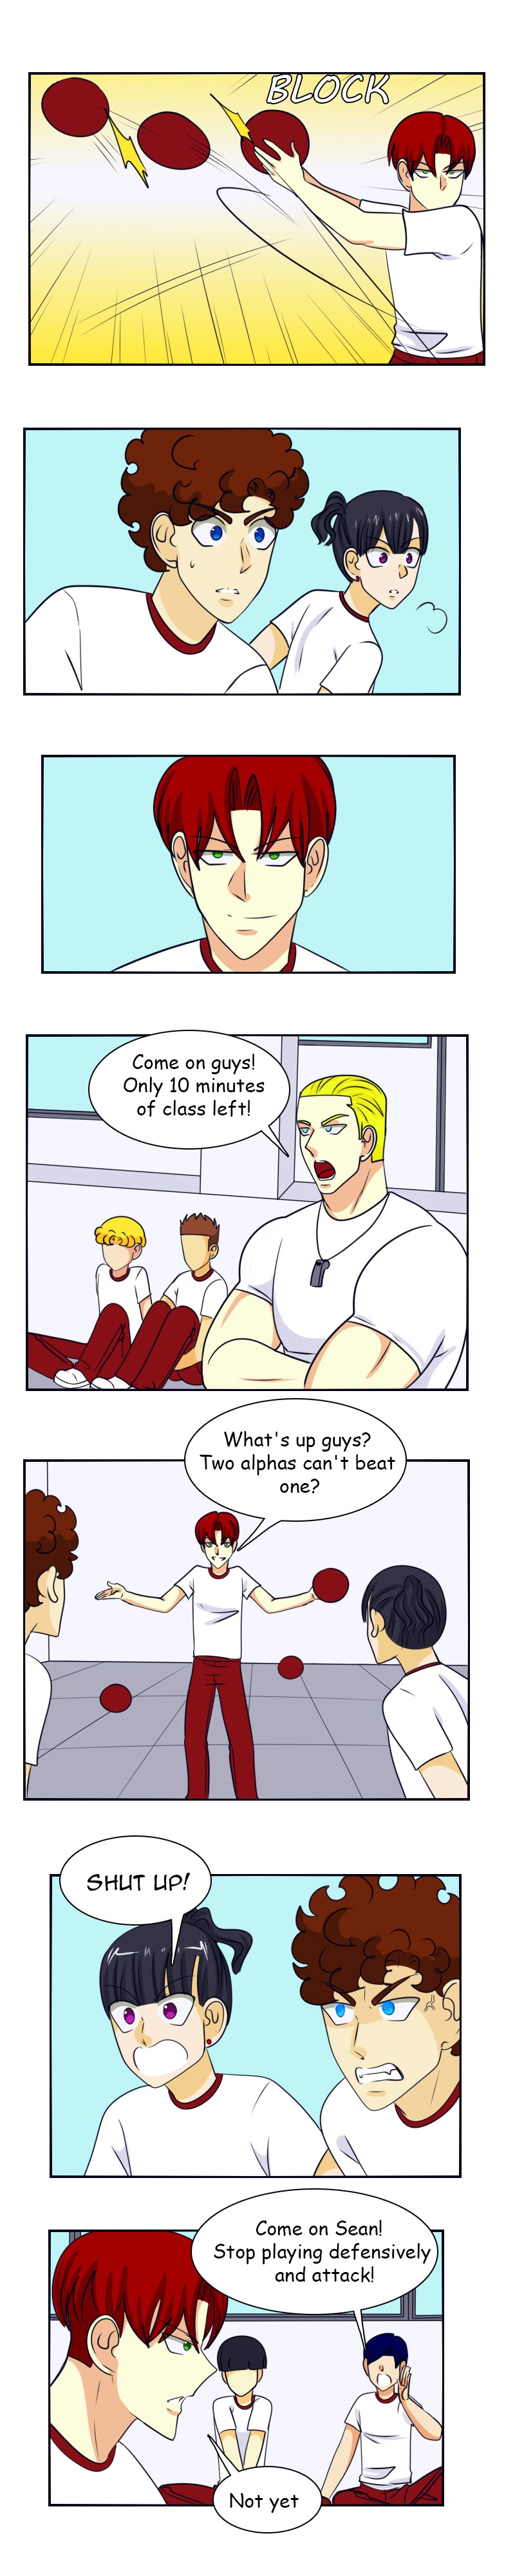 BLOCK
Come on guys!
Only 10 minutes
of class left!
What's up guys?
Two alphas can't beat
one?
SHUT UP!
Come on Sean!
Stop playing defensively
and attack!
Not yet